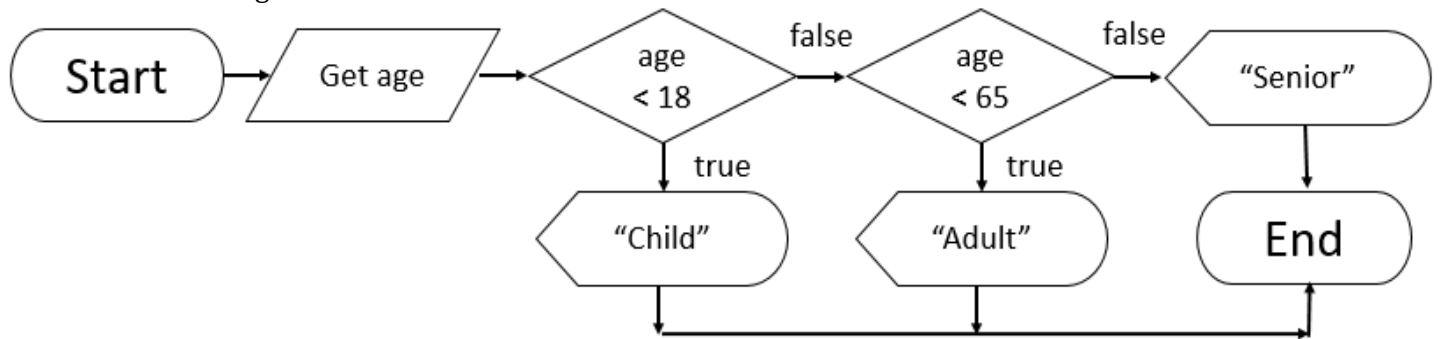 Start
Get age
age
< 18
false
true
age
< 65
false
true
“Senior”
“Child”
“Adult”
End